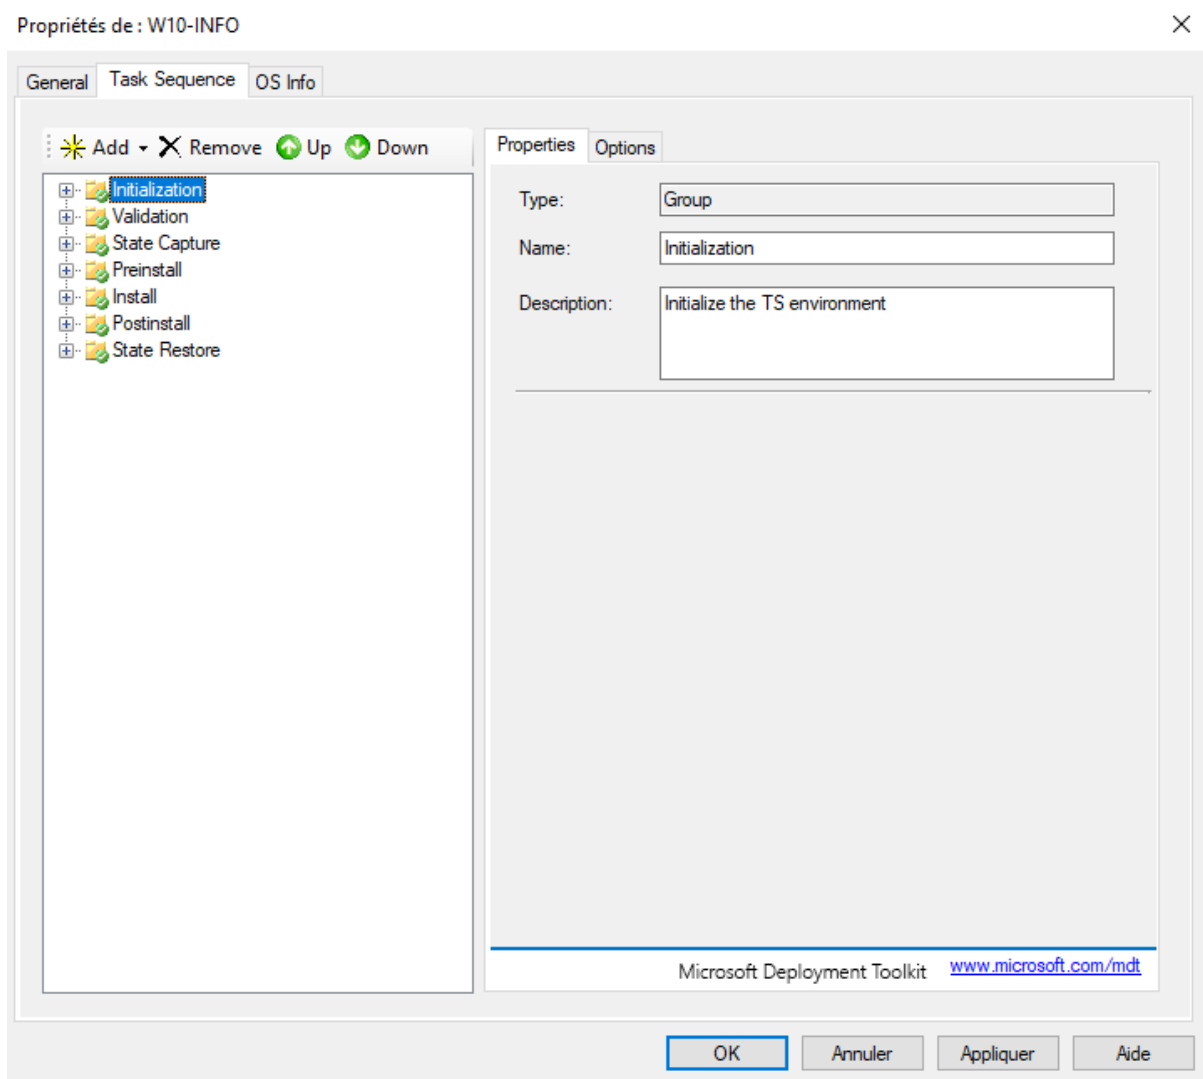 Propriétés de : W10-INFO
General Task Sequence OS Info
Add Remove Up Down
Initialization
Validation
State Capture
Preinstall
Install
Postinstall
State Restore
Properties Options
Type: Group
Name: Initialization
Description: Initialize the TS environment
Microsoft Deployment Toolkit www.microsoft.com/mdt
OK Annuler Appliquer Aide